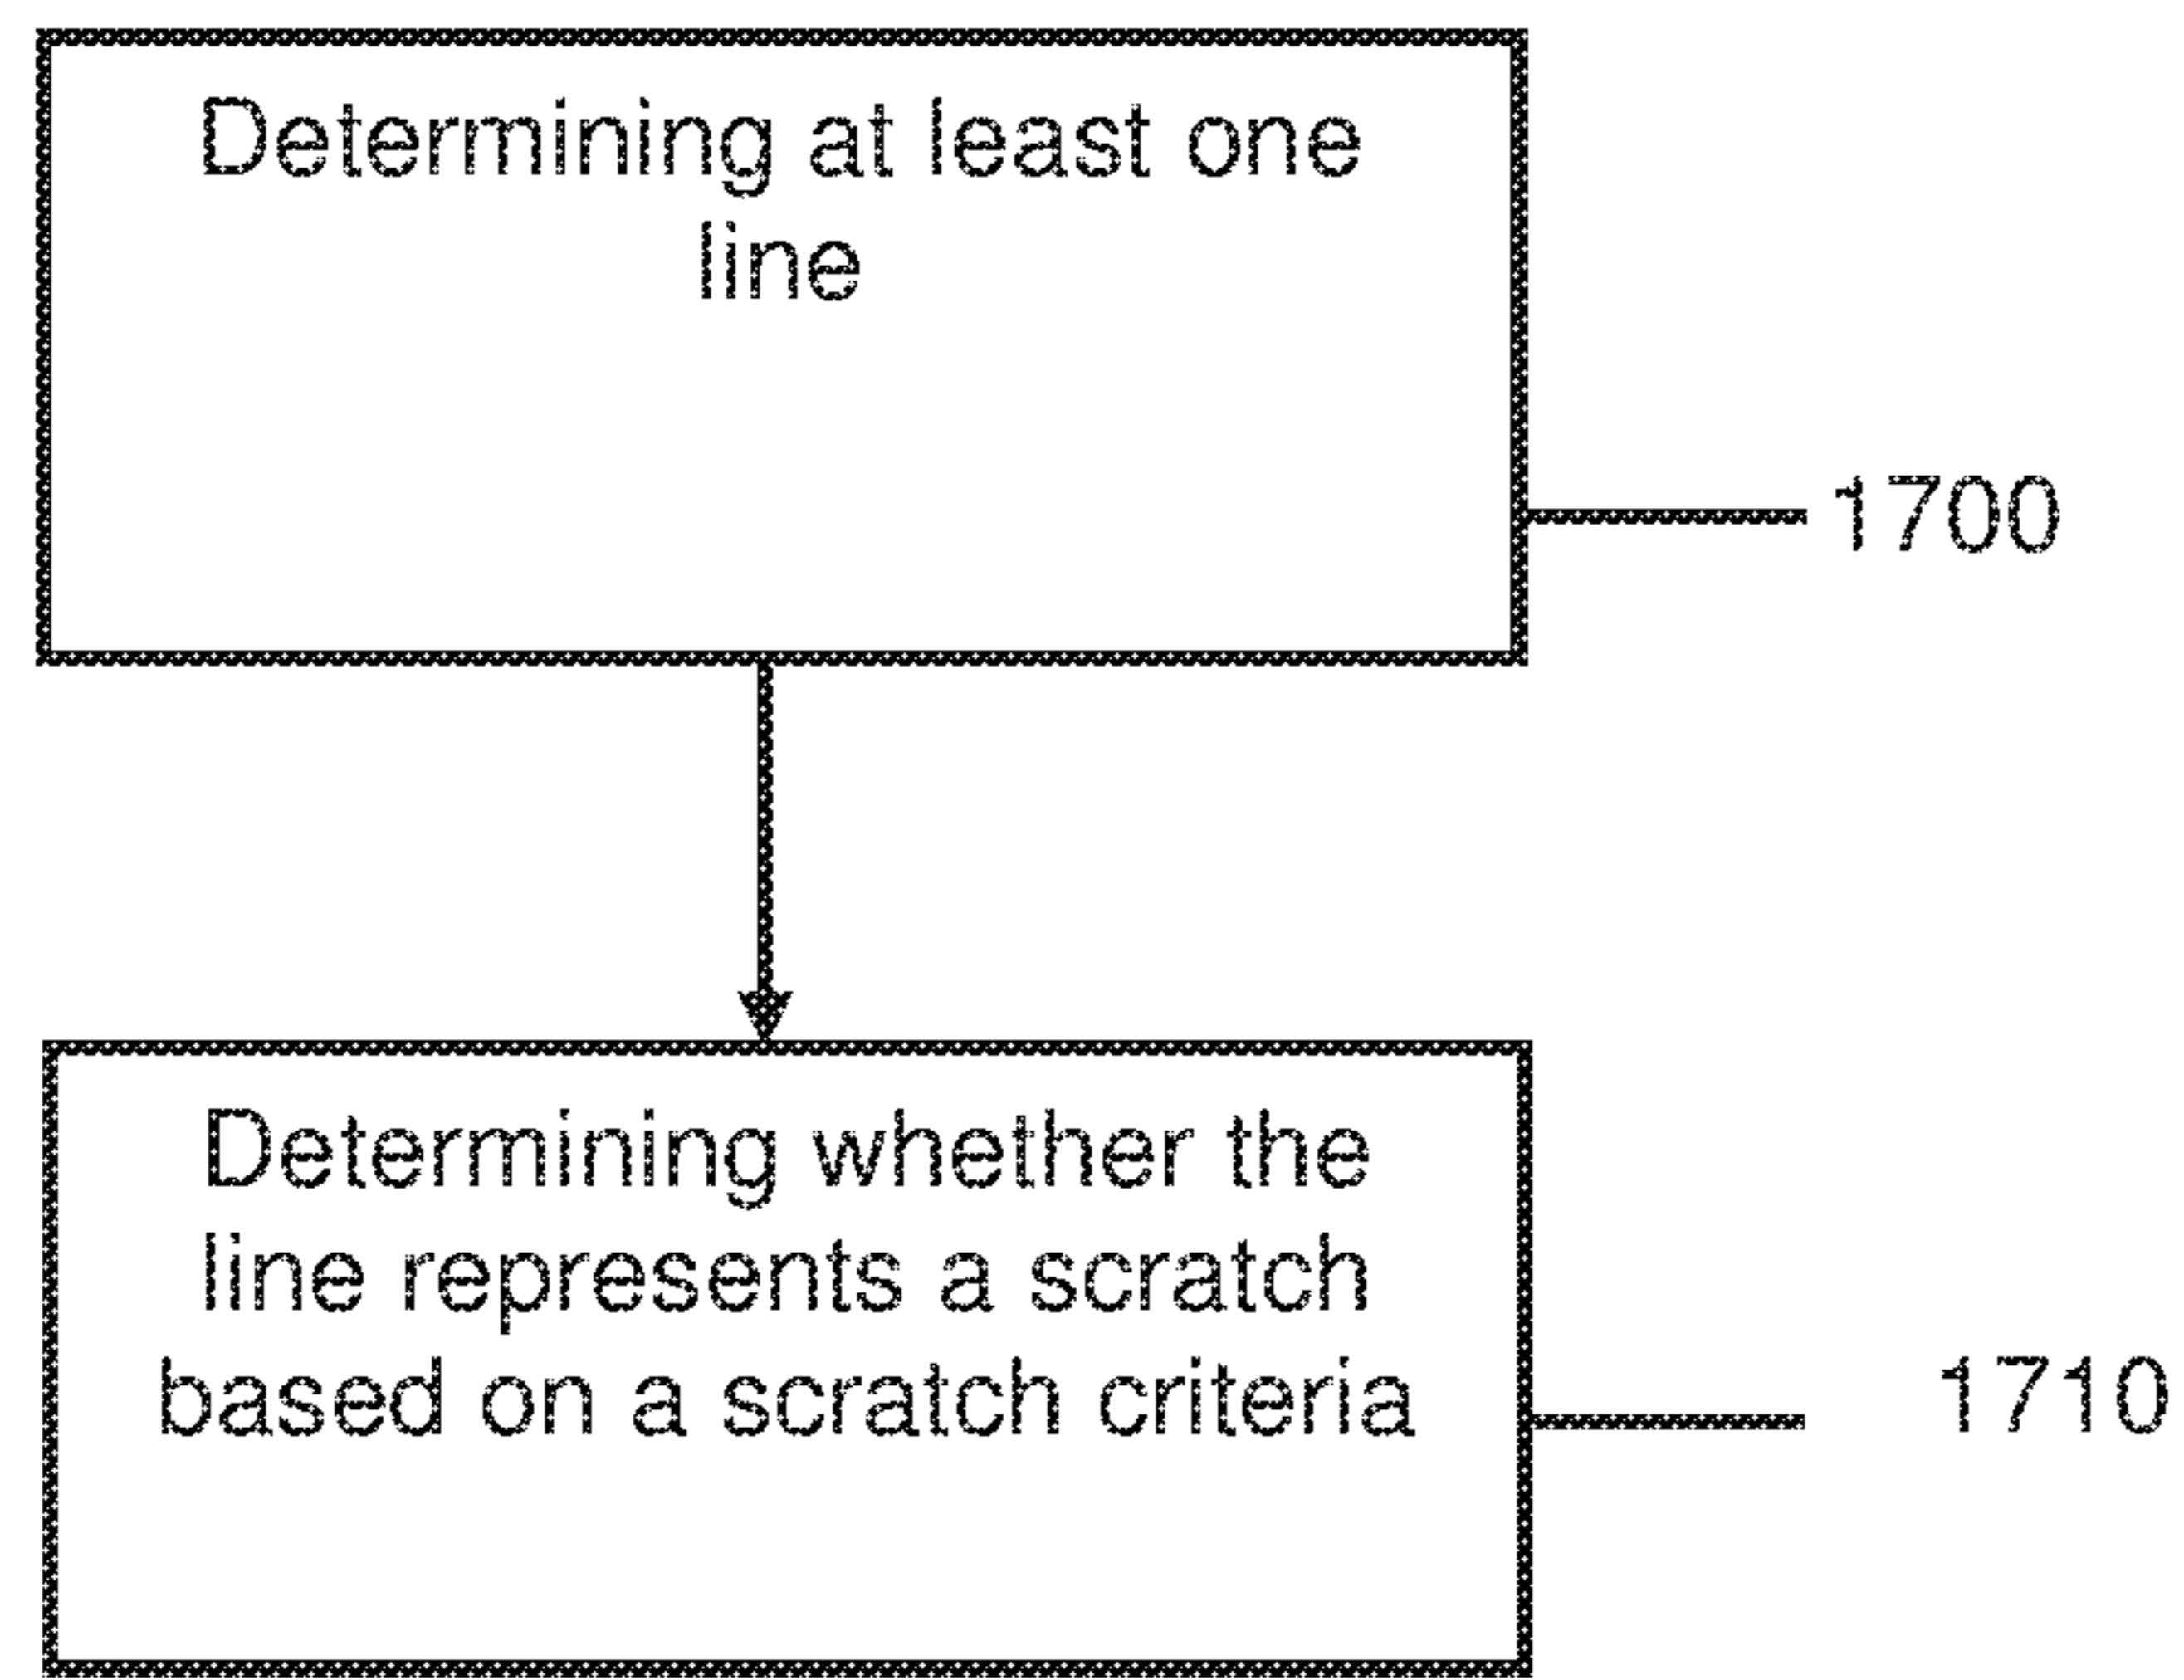 Determining at least one
line
1700
Determining whether the
line represents a scratch
based on a scratch criteria
1710